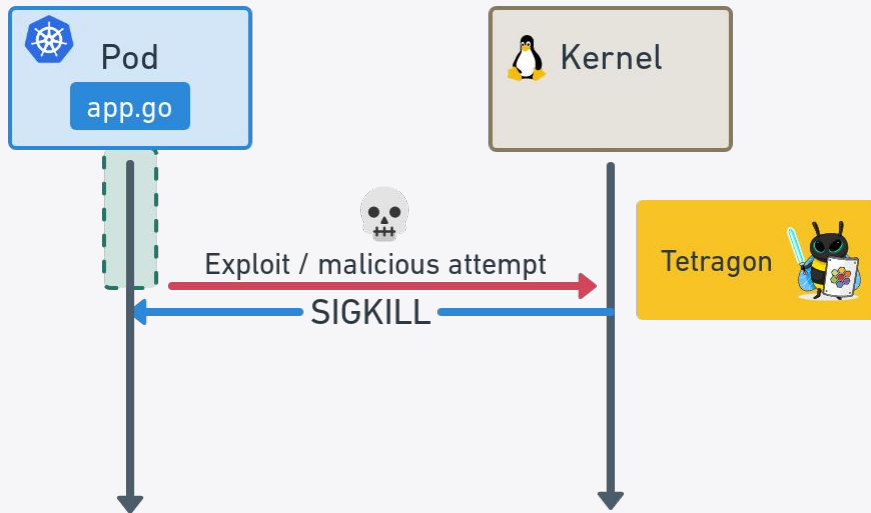 Pod
app.go
Kernel
Exploit / malicious attempt
SIGKILL
Tetragon